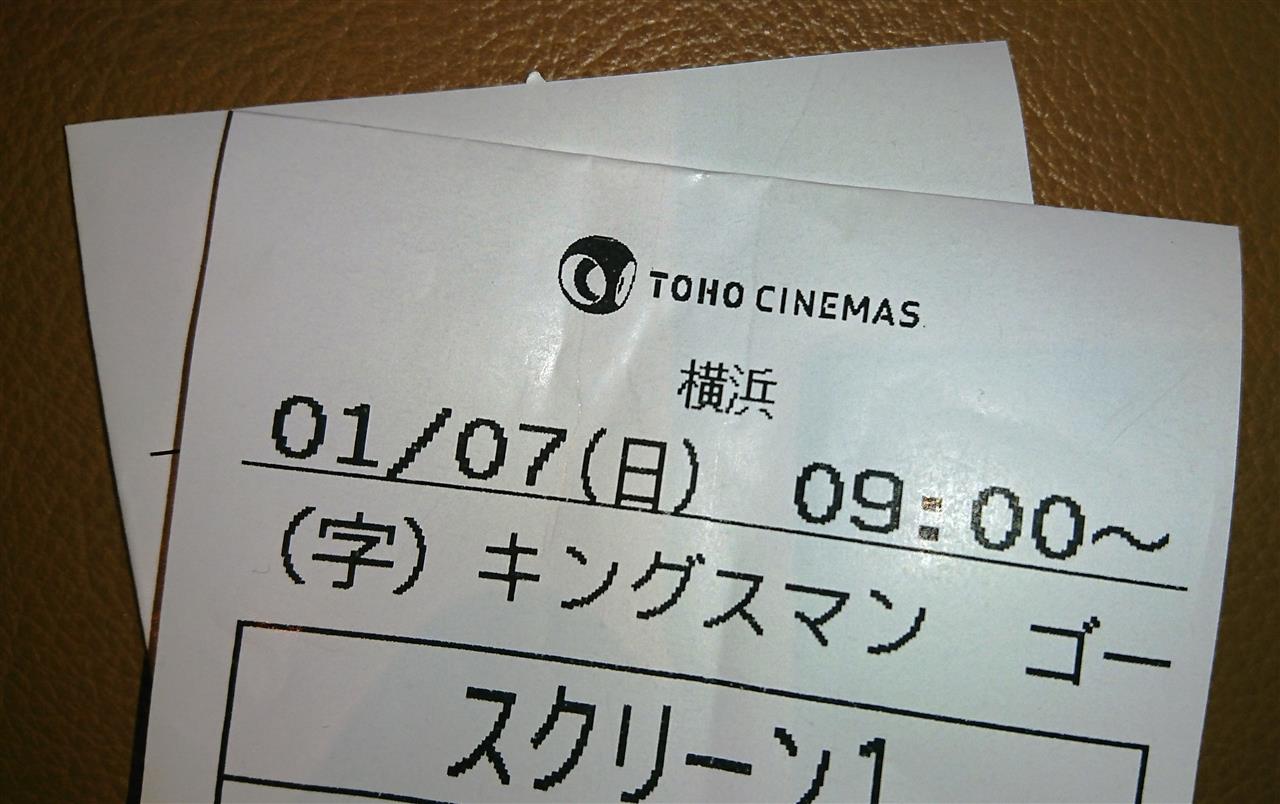 TOHO CINEMAS
横浜
01/07(日) 09:00～
(字) キングスマン ゴー
スクリーン1